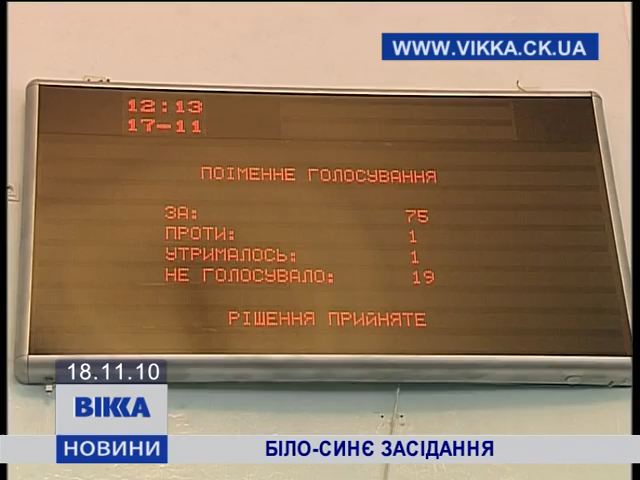 WWW.VIKKA.CK.UA
12:13
17-11
ПОІМЕННЕ ГОЛОСУВАННЯ
ЗА: 75
ПРОТИ: 1
УТРИМАЛОСЬ: 1
НЕ ГОЛОСУВАЛО: 19
РІШЕННЯ ПРИЙНЯТЕ
18.11.10
ВІККА
НОВИНИ
БІЛО-СИНЄ ЗАСІДАННЯ